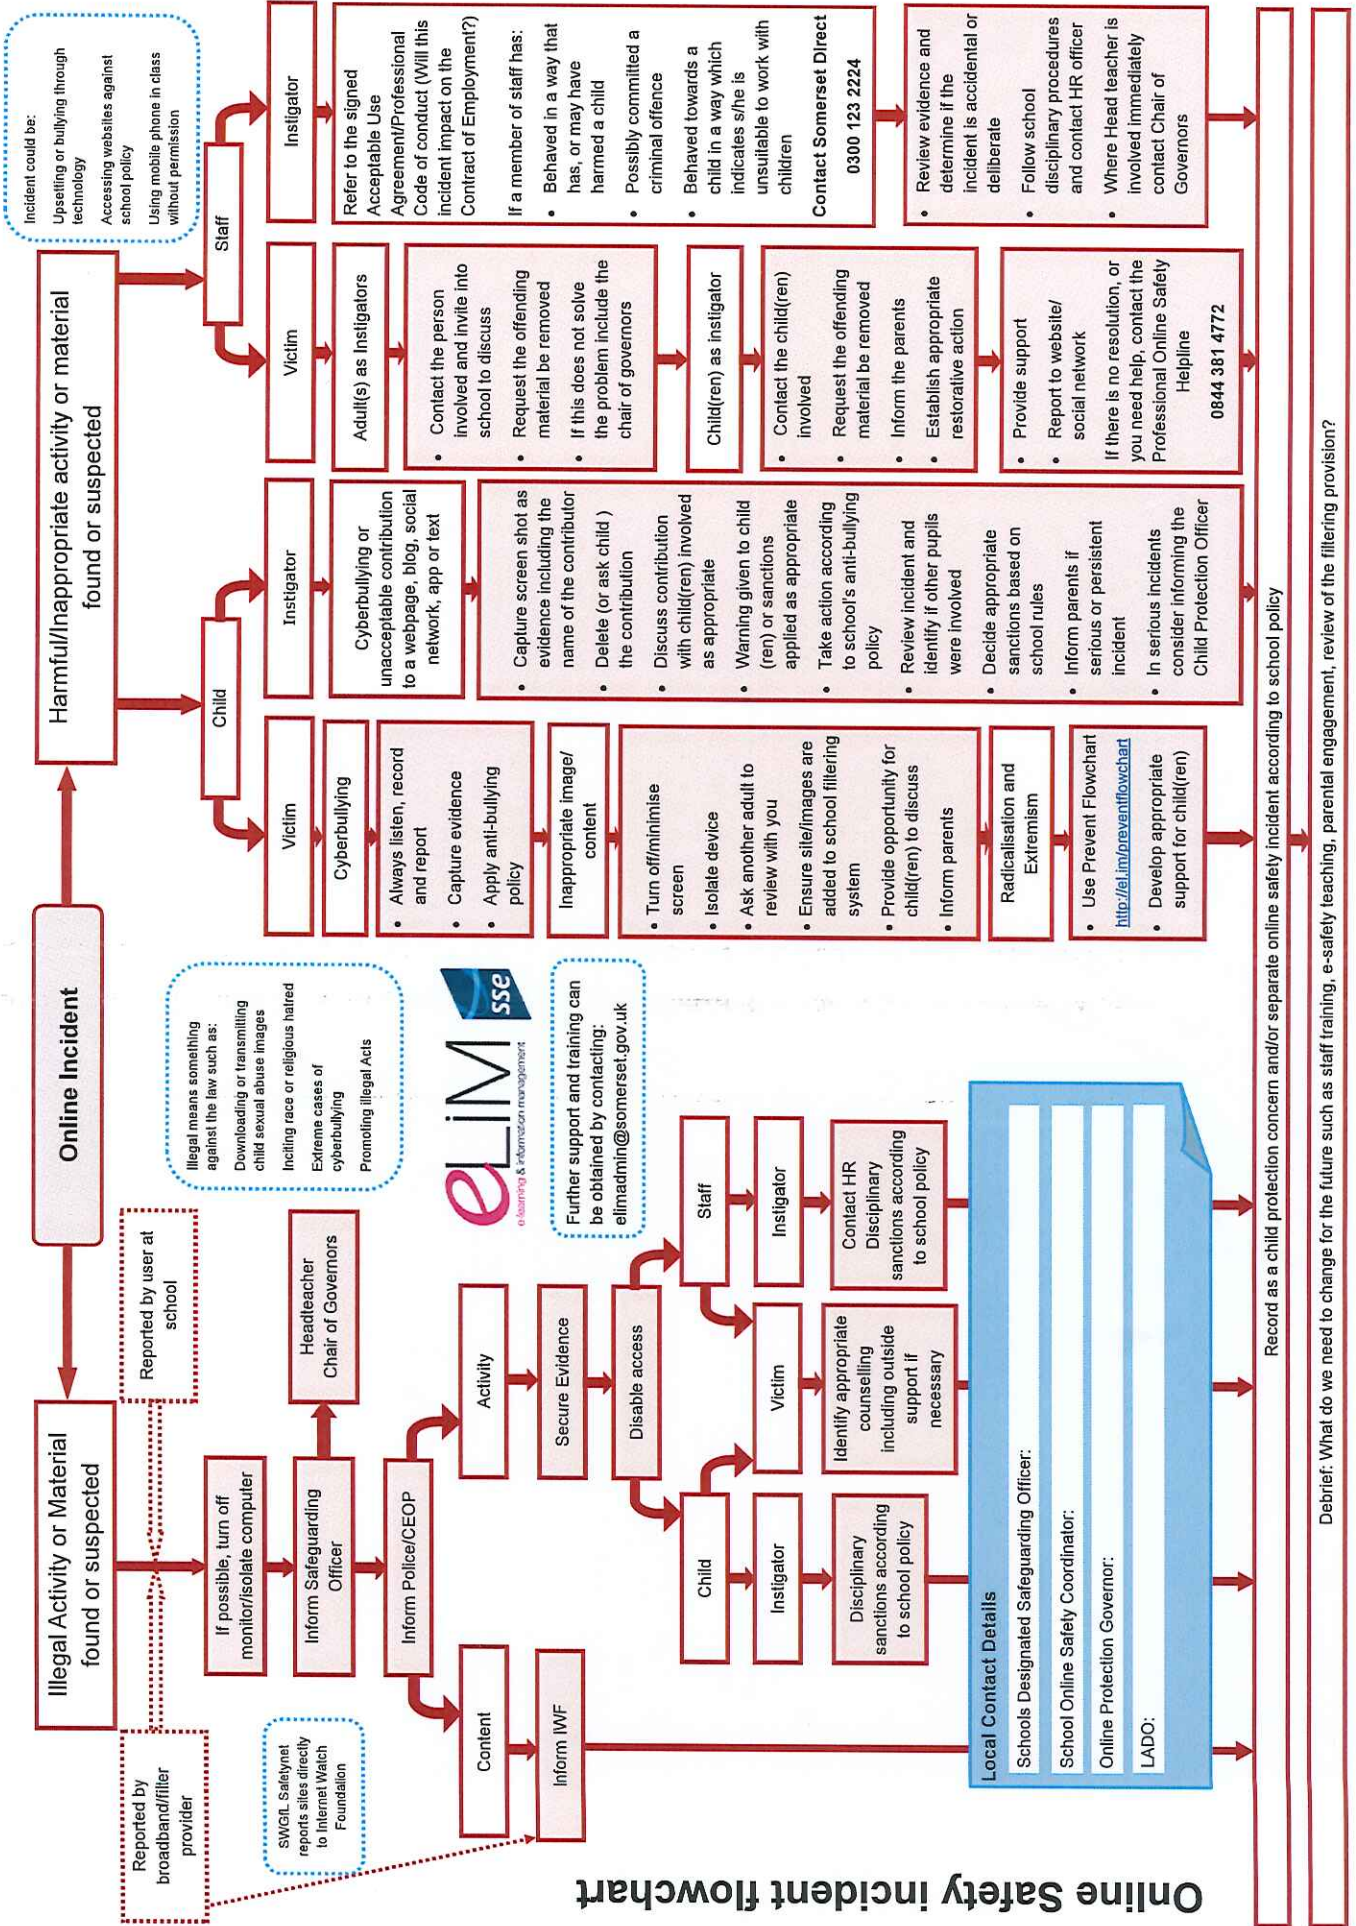 Online Safety incident flowchart
Online Incident
Illegal Activity or Material
found or suspected
Reported by
broadband/filter
provider
Reported by user at
school
SWGfL Safetynet
reports sites directly
to Internet Watch
Foundation
Illegal means something
against the law such as:
Downloading or transmitting
child sexual abuse images
Inciting race or religious hatred
Extreme cases of
cyberbullying
Promoting illegal Acts
If possible, turn off
monitor/isolate computer
Inform Safeguarding
Officer
Headteacher
Chair of Governors
Inform Police/CEOP
Content
Inform IWF
Activity
Secure Evidence
Disable access
Child
Instigator
Disciplinary
sanctions according
to school policy
Victim
Identify appropriate
counselling
including outside
support if
necessary
Staff
Instigator
Contact HR
Disciplinary
sanctions according
to school policy
eLiM
e-learning & information management
sse
Further support and training can
be obtained by contacting:
elimadmin@somerset.gov.uk
Local Contact Details
Schools Designated Safeguarding Officer:
School Online Safety Coordinator:
Online Protection Governor:
LADO:
Harmful/Inappropriate activity or material
found or suspected
Incident could be:
Upsetting or bullying through
technology
Accessing websites against
school policy
Using mobile phone in class
without permission
Child
Victim
Cyberbullying
• Always listen, record
and report
• Capture evidence
• Apply anti-bullying
policy
Inappropriate image/
content
• Turn off/minimise
screen
• Isolate device
• Ask another adult to
review with you
• Ensure site/images are
added to school filtering
system
• Provide opportunity for
child(ren) to discuss
• Inform parents
Radicalisation and
Extremism
• Use Prevent Flowchart
http://el.im/preventflowchart
• Develop appropriate
support for child(ren)
Instigator
Cyberbullying or
unacceptable contribution
to a webpage, blog, social
network, app or text
• Capture screen shot as
evidence including the
name of the contributor
• Delete (or ask child )
the contribution
• Discuss contribution
with child(ren) involved
as appropriate
• Warning given to child
(ren) or sanctions
applied as appropriate
• Take action according
to school's anti-bullying
policy
• Review incident and
identify if other pupils
were involved
• Decide appropriate
sanctions based on
school rules
• Inform parents if
serious or persistent
incident
• In serious incidents
consider informing the
Child Protection Officer
Staff
Victim
Adult(s) as Instigators
• Contact the person
involved and invite into
school to discuss
• Request the offending
material be removed
• If this does not solve
the problem include the
chair of governors
Child(ren) as instigator
• Contact the child(ren)
involved
• Request the offending
material be removed
• Inform the parents
• Establish appropriate
restorative action
• Provide support
• Report to website/
social network
If there is no resolution, or
you need help, contact the
Professional Online Safety
Helpline
0844 381 4772
Instigator
Refer to the signed
Acceptable Use
Agreement/Professional
Code of conduct (Will this
incident impact on the
Contract of Employment?)
If a member of staff has:
• Behaved in a way that
has, or may have
harmed a child
• Possibly committed a
criminal offence
• Behaved towards a
child in a way which
indicates s/he is
unsuitable to work with
children
Contact Somerset Direct
0300 123 2224
• Review evidence and
determine if the
incident is accidental or
deliberate
• Follow school
disciplinary procedures
and contact HR officer
• Where Head teacher is
involved immediately
contact Chair of
Governors
Record as a child protection concern and/or separate online safety incident according to school policy
Debrief: What do we need to change for the future such as staff training, e-safety teaching, parental engagement, review of the filtering provision?